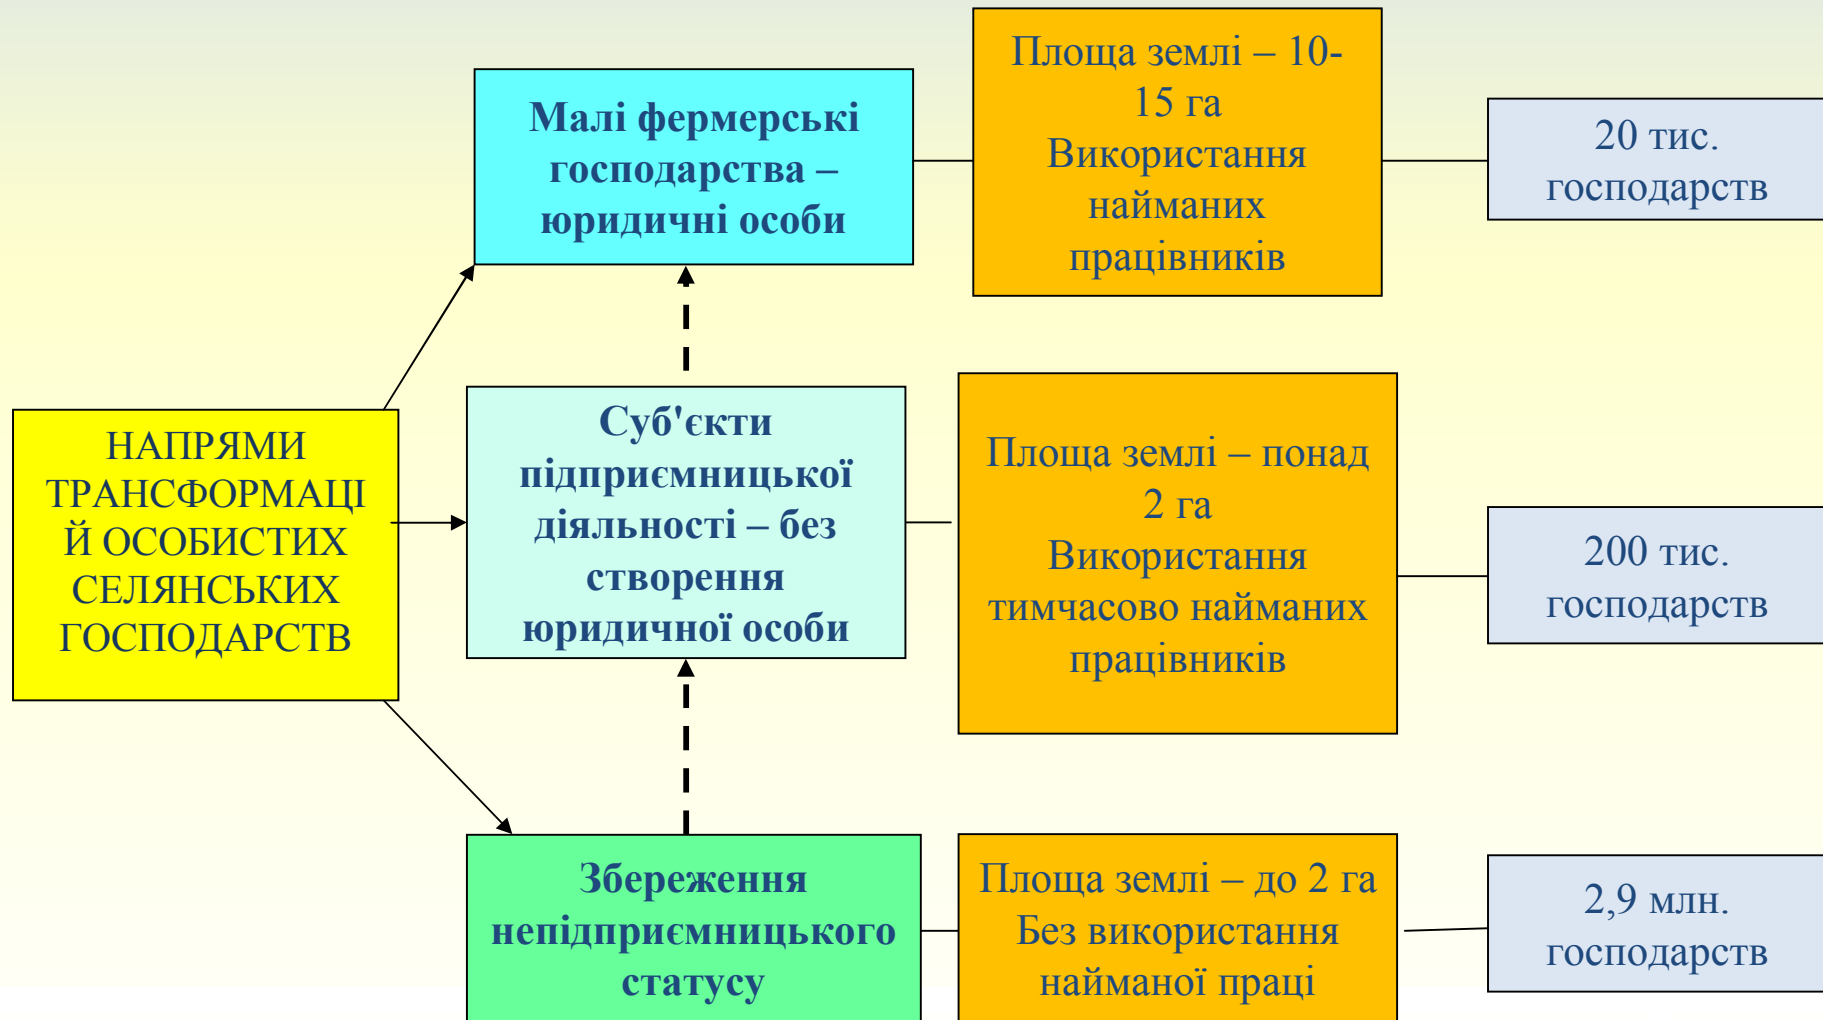 Малі фермерські
господарства –
юридичні особи
Площа землі – 10-
15 га
Використання
найманих
працівників
20 тис.
господарств
НАПРЯМИ
ТРАНСФОРМАЦІ
Й ОСОБИСТИХ
СЕЛЯНСЬКИХ
ГОСПОДАРСТВ
Суб'єкти
підприємницької
діяльності – без
створення
юридичної особи
Площа землі – понад
2 га
Використання
тимчасово найманих
працівників
200 тис.
господарств
Збереження
непідприємницького
статусу
Площа землі – до 2 га
Без використання
найманої праці
2,9 млн.
господарств